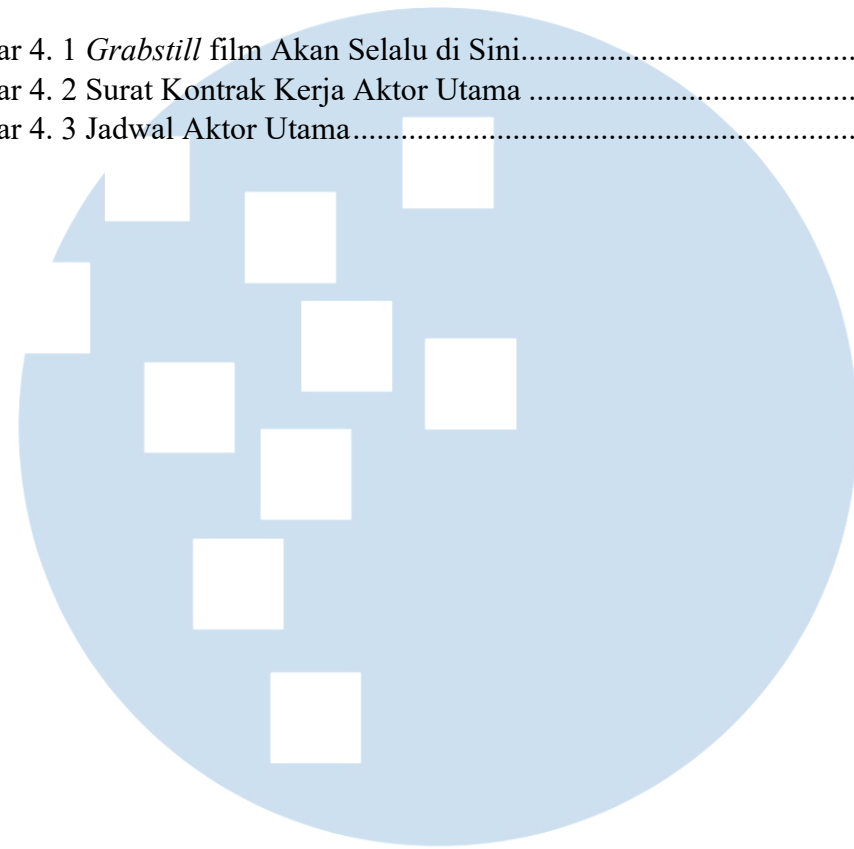 ar 4. 1 Grabstill film Akan Selalu di Sini........................................
ar 4. 2 Surat Kontrak Kerja Aktor Utama .......................................
ar 4. 3 Jadwal Aktor Utama............................................................